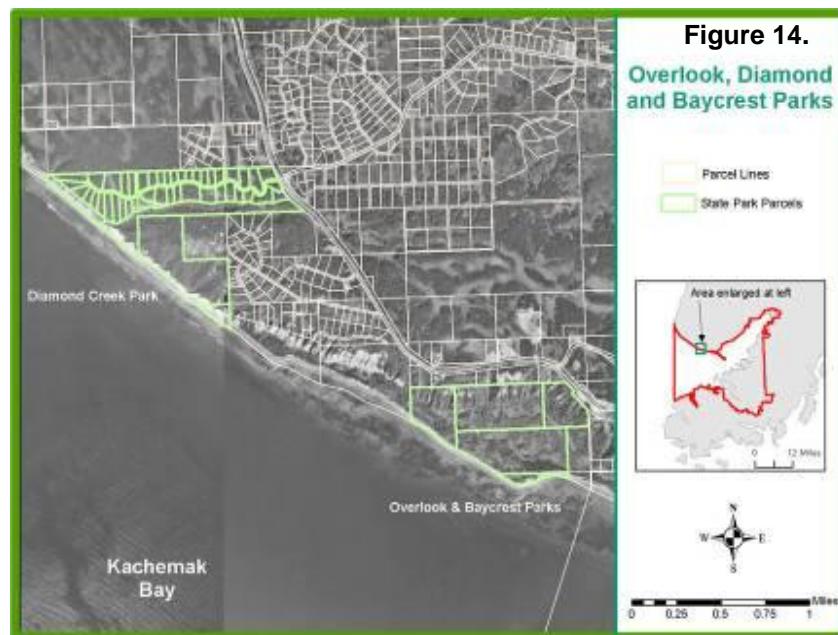 Figure 14.
Overlook, Diamond
and Baycrest Parks
Parcel Lines
State Park Parcels
Area enlarged at left
0 12 Miles
N
W E
S
Miles
0 0.25 0.5 0.75 1
Diamond Creek Park
Overlook & Baycrest Parks
Kachemak
Bay